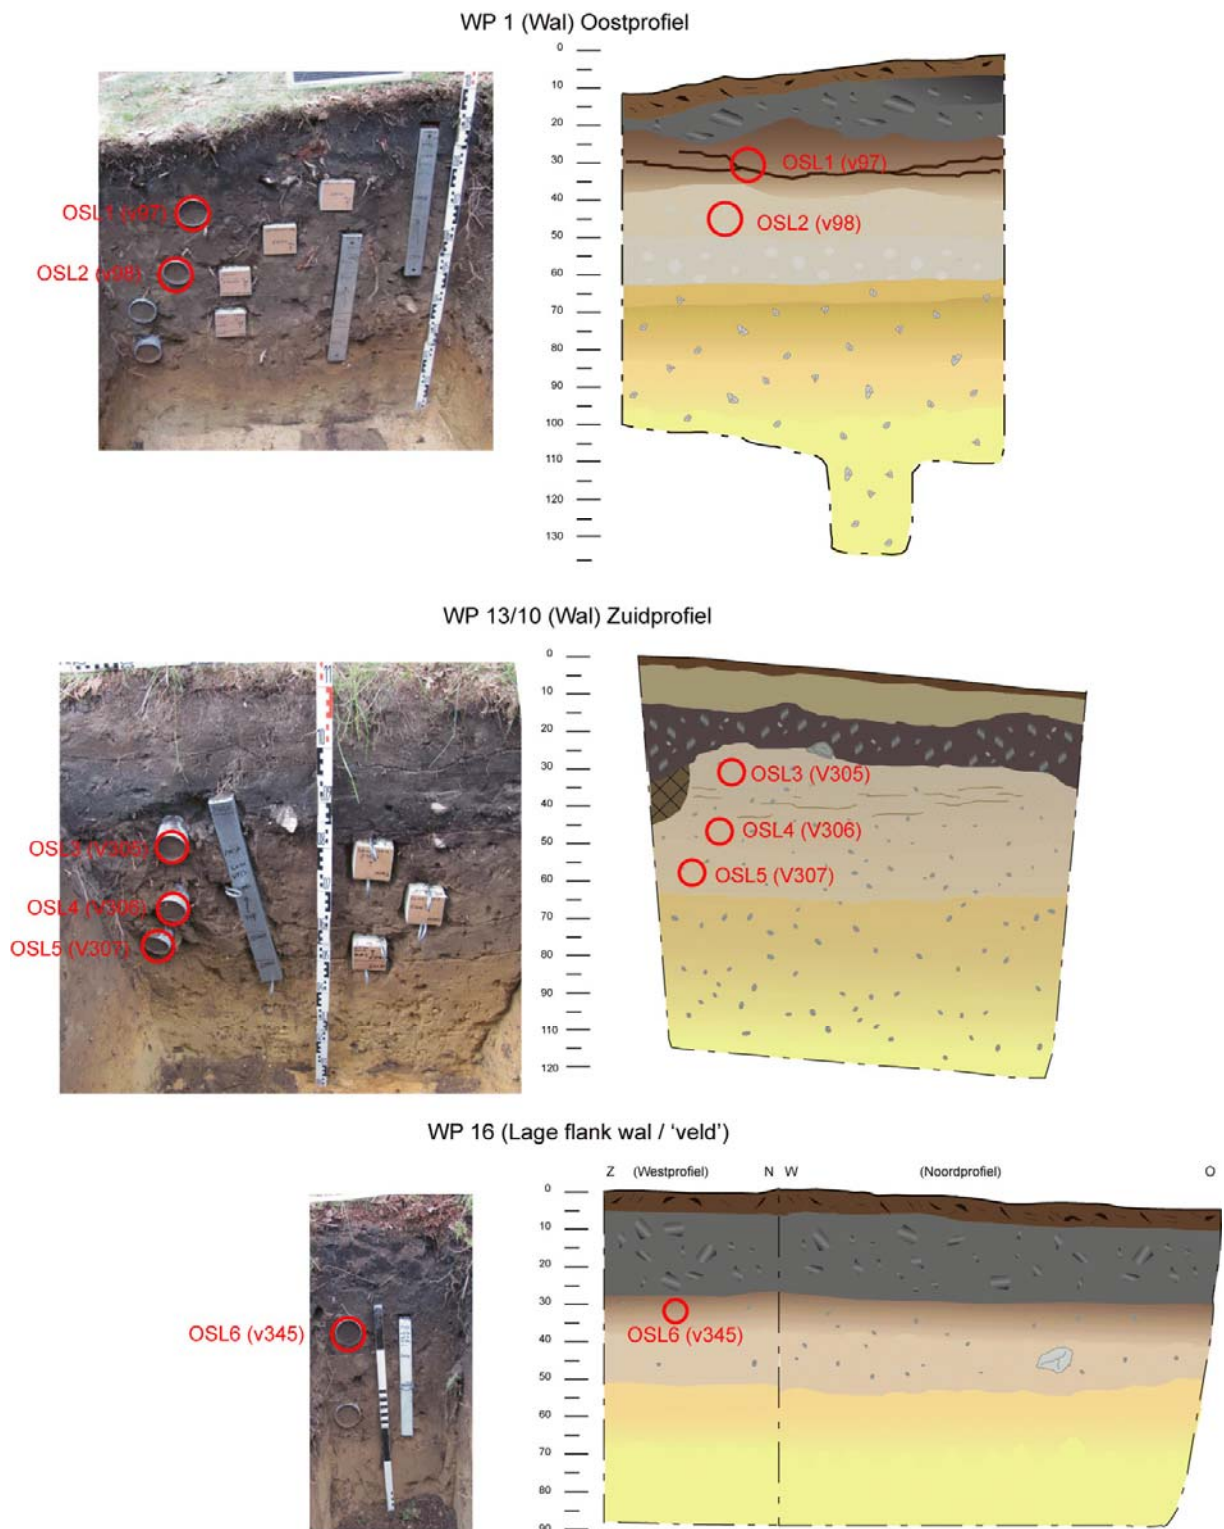 WP 1 (Wal) Oostprofiel
0
10
20
30
40
50
60
70
80
90
100
110
120
130
OSL1 (v97)
OSL2 (v98)
OSL1 (v97)
OSL2 (v98)
WP 13/10 (Wal) Zuidprofiel
0
10
20
30
40
50
60
70
80
90
100
110
120
OSL3 (V305)
OSL4 (V306)
OSL5 (V307)
OSL3 (V305)
OSL4 (V306)
OSL5 (V307)
WP 16 (Lage flank wal / ‘veld’)
Z (Westprofiel) N W (Noordprofiel) O
0
10
20
30
40
50
60
70
80
90
OSL6 (v345)
OSL6 (v345)